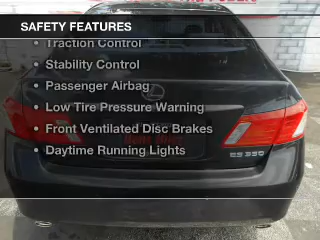 SAFETY FEATURES
Traction Control
Stability Control
Passenger Airbag
Low Tire Pressure Warning
Front Ventilated Disc Brakes
Daytime Running Lights
ES 350